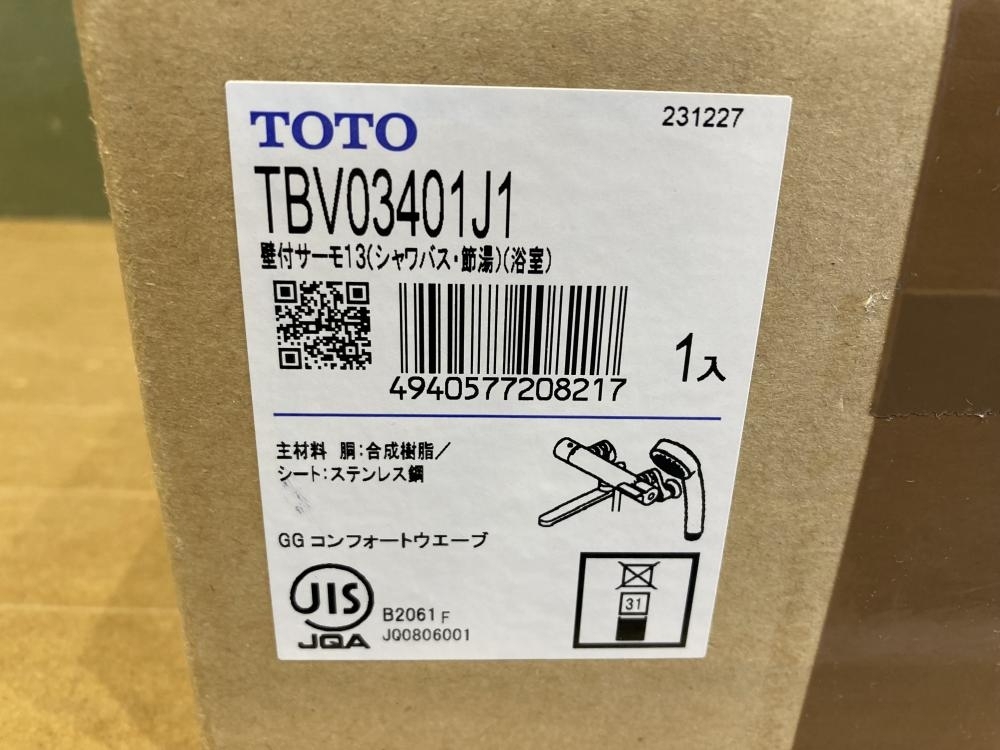 TOTO
231227
TBV03401J1
壁付サーモ13(シャワバス・節湯)(浴室)
4940577208217
1入
主材料 胴:合成樹脂/
シート:ステンレス鋼
GG コンフォートウエーブ
JIS
JQA
B2061 F
JQ0806001
31